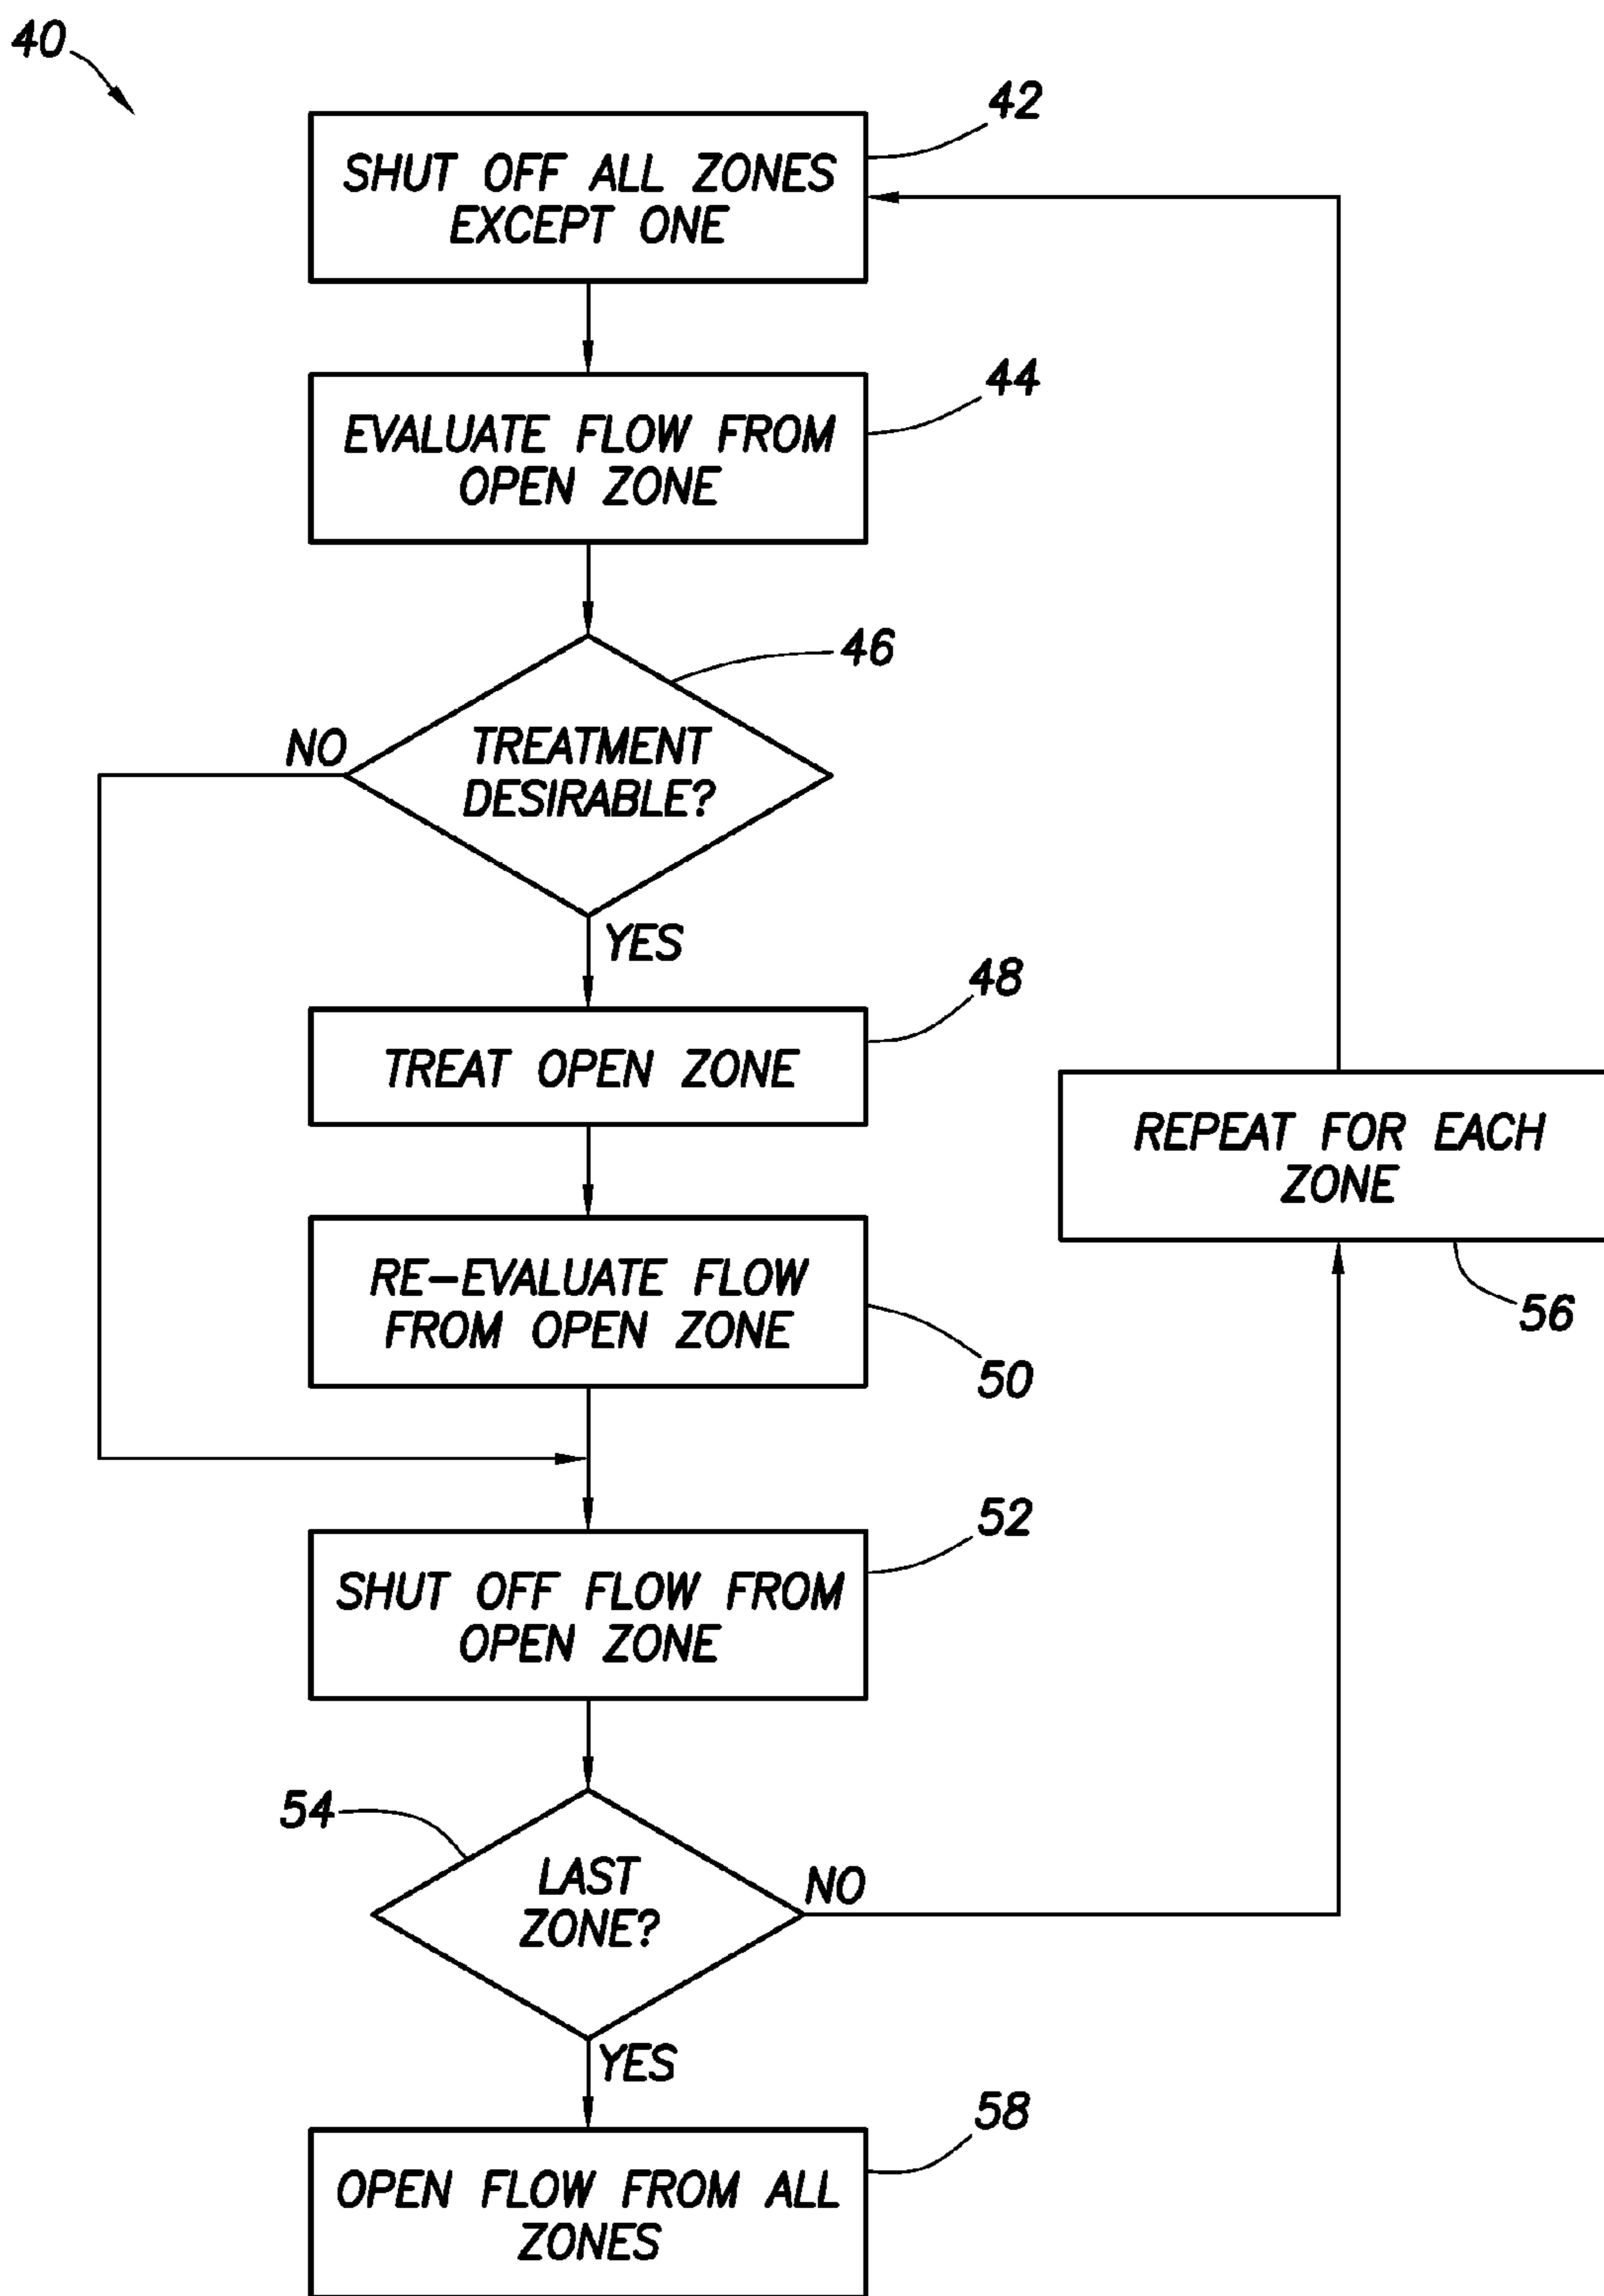 40
42
SHUT OFF ALL ZONES
EXCEPT ONE
44
EVALUATE FLOW FROM
OPEN ZONE
46
NO
TREATMENT
DESIRABLE?
YES
48
TREAT OPEN ZONE
REPEAT FOR EACH
ZONE
56
RE-EVALUATE FLOW
FROM OPEN ZONE
50
52
SHUT OFF FLOW FROM
OPEN ZONE
54
LAST
ZONE?
NO
YES
58
OPEN FLOW FROM ALL
ZONES